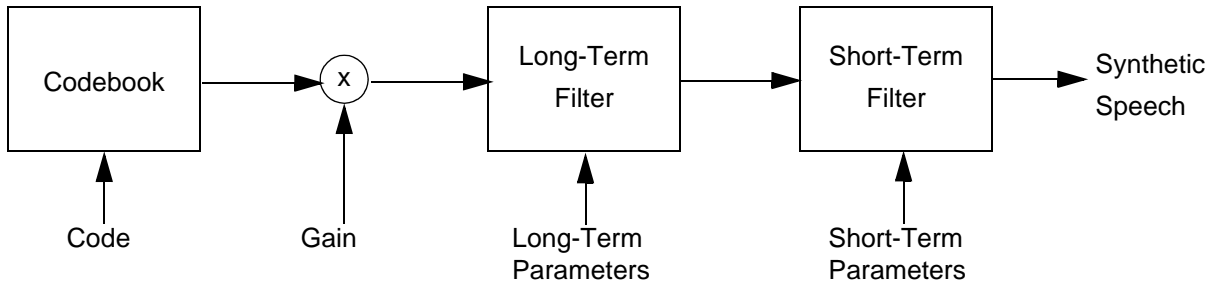 Codebook
x
Long-Term
Filter
Short-Term
Filter
Synthetic
Speech
Code
Gain
Long-Term
Parameters
Short-Term
Parameters